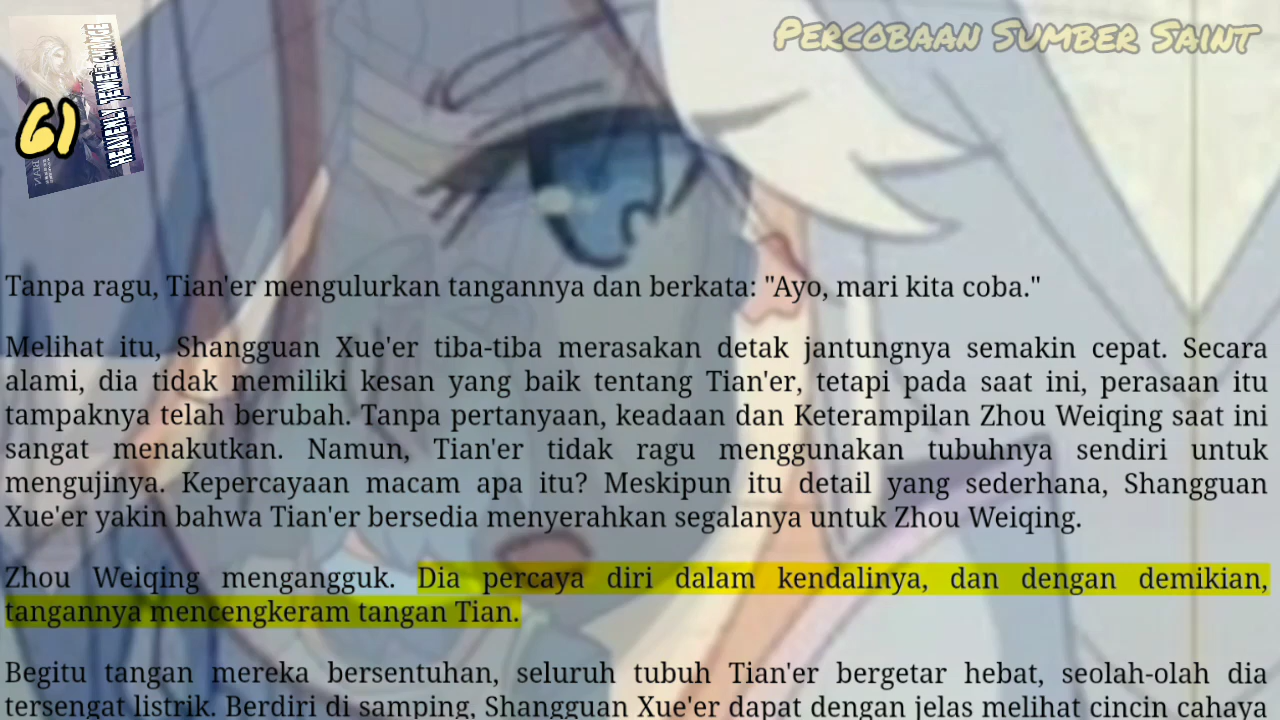 Percobaan Sumber Saint
HEAVENLY JEWEL CHANGE
61
Tanpa ragu, Tian'er mengulurkan tangannya dan berkata: "Ayo, mari kita coba."
Melihat itu, Shangguan Xue'er tiba-tiba merasakan detak jantungnya semakin cepat. Secara
alami, dia tidak memiliki kesan yang baik tentang Tian'er, tetapi pada saat ini, perasaan itu
tampaknya telah berubah. Tanpa pertanyaan, keadaan dan Keterampilan Zhou Weiqing saat ini
sangat menakutkan. Namun, Tian'er tidak ragu menggunakan tubuhnya sendiri untuk
mengujinya. Kepercayaan macam apa itu? Meskipun itu detail yang sederhana, Shangguan
Xue'er yakin bahwa Tian'er bersedia menyerahkan segalanya untuk Zhou Weiqing.
Zhou Weiqing mengangguk. Dia percaya diri dalam kendalinya, dan dengan demikian,
tangannya mencengkeram tangan Tian.
Begitu tangan mereka bersentuhan, seluruh tubuh Tian'er bergetar hebat, seolah-olah dia
tersengat listrik. Berdiri di samping, Shangguan Xue'er dapat dengan jelas melihat cincin cahaya